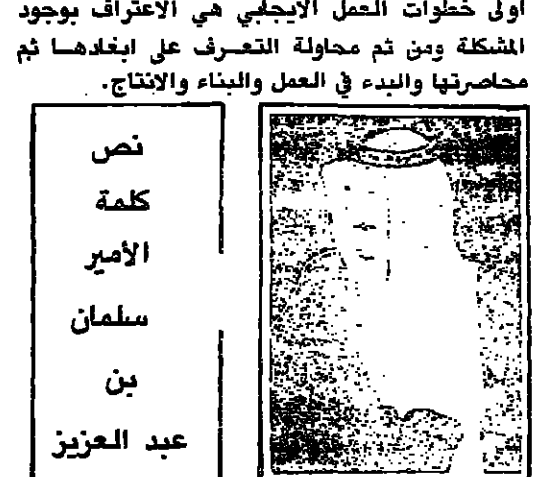 اولى خطوات العمل الايجابي هي الاعتراف بوجود
المشكلة ومن ثم محاولة التعرف على ابعادها ثم
محاصرتها والبدء في العمل والبناء والانتاج.
نص
كلمة
الأمير
سلمان
بن
عبد العزيز